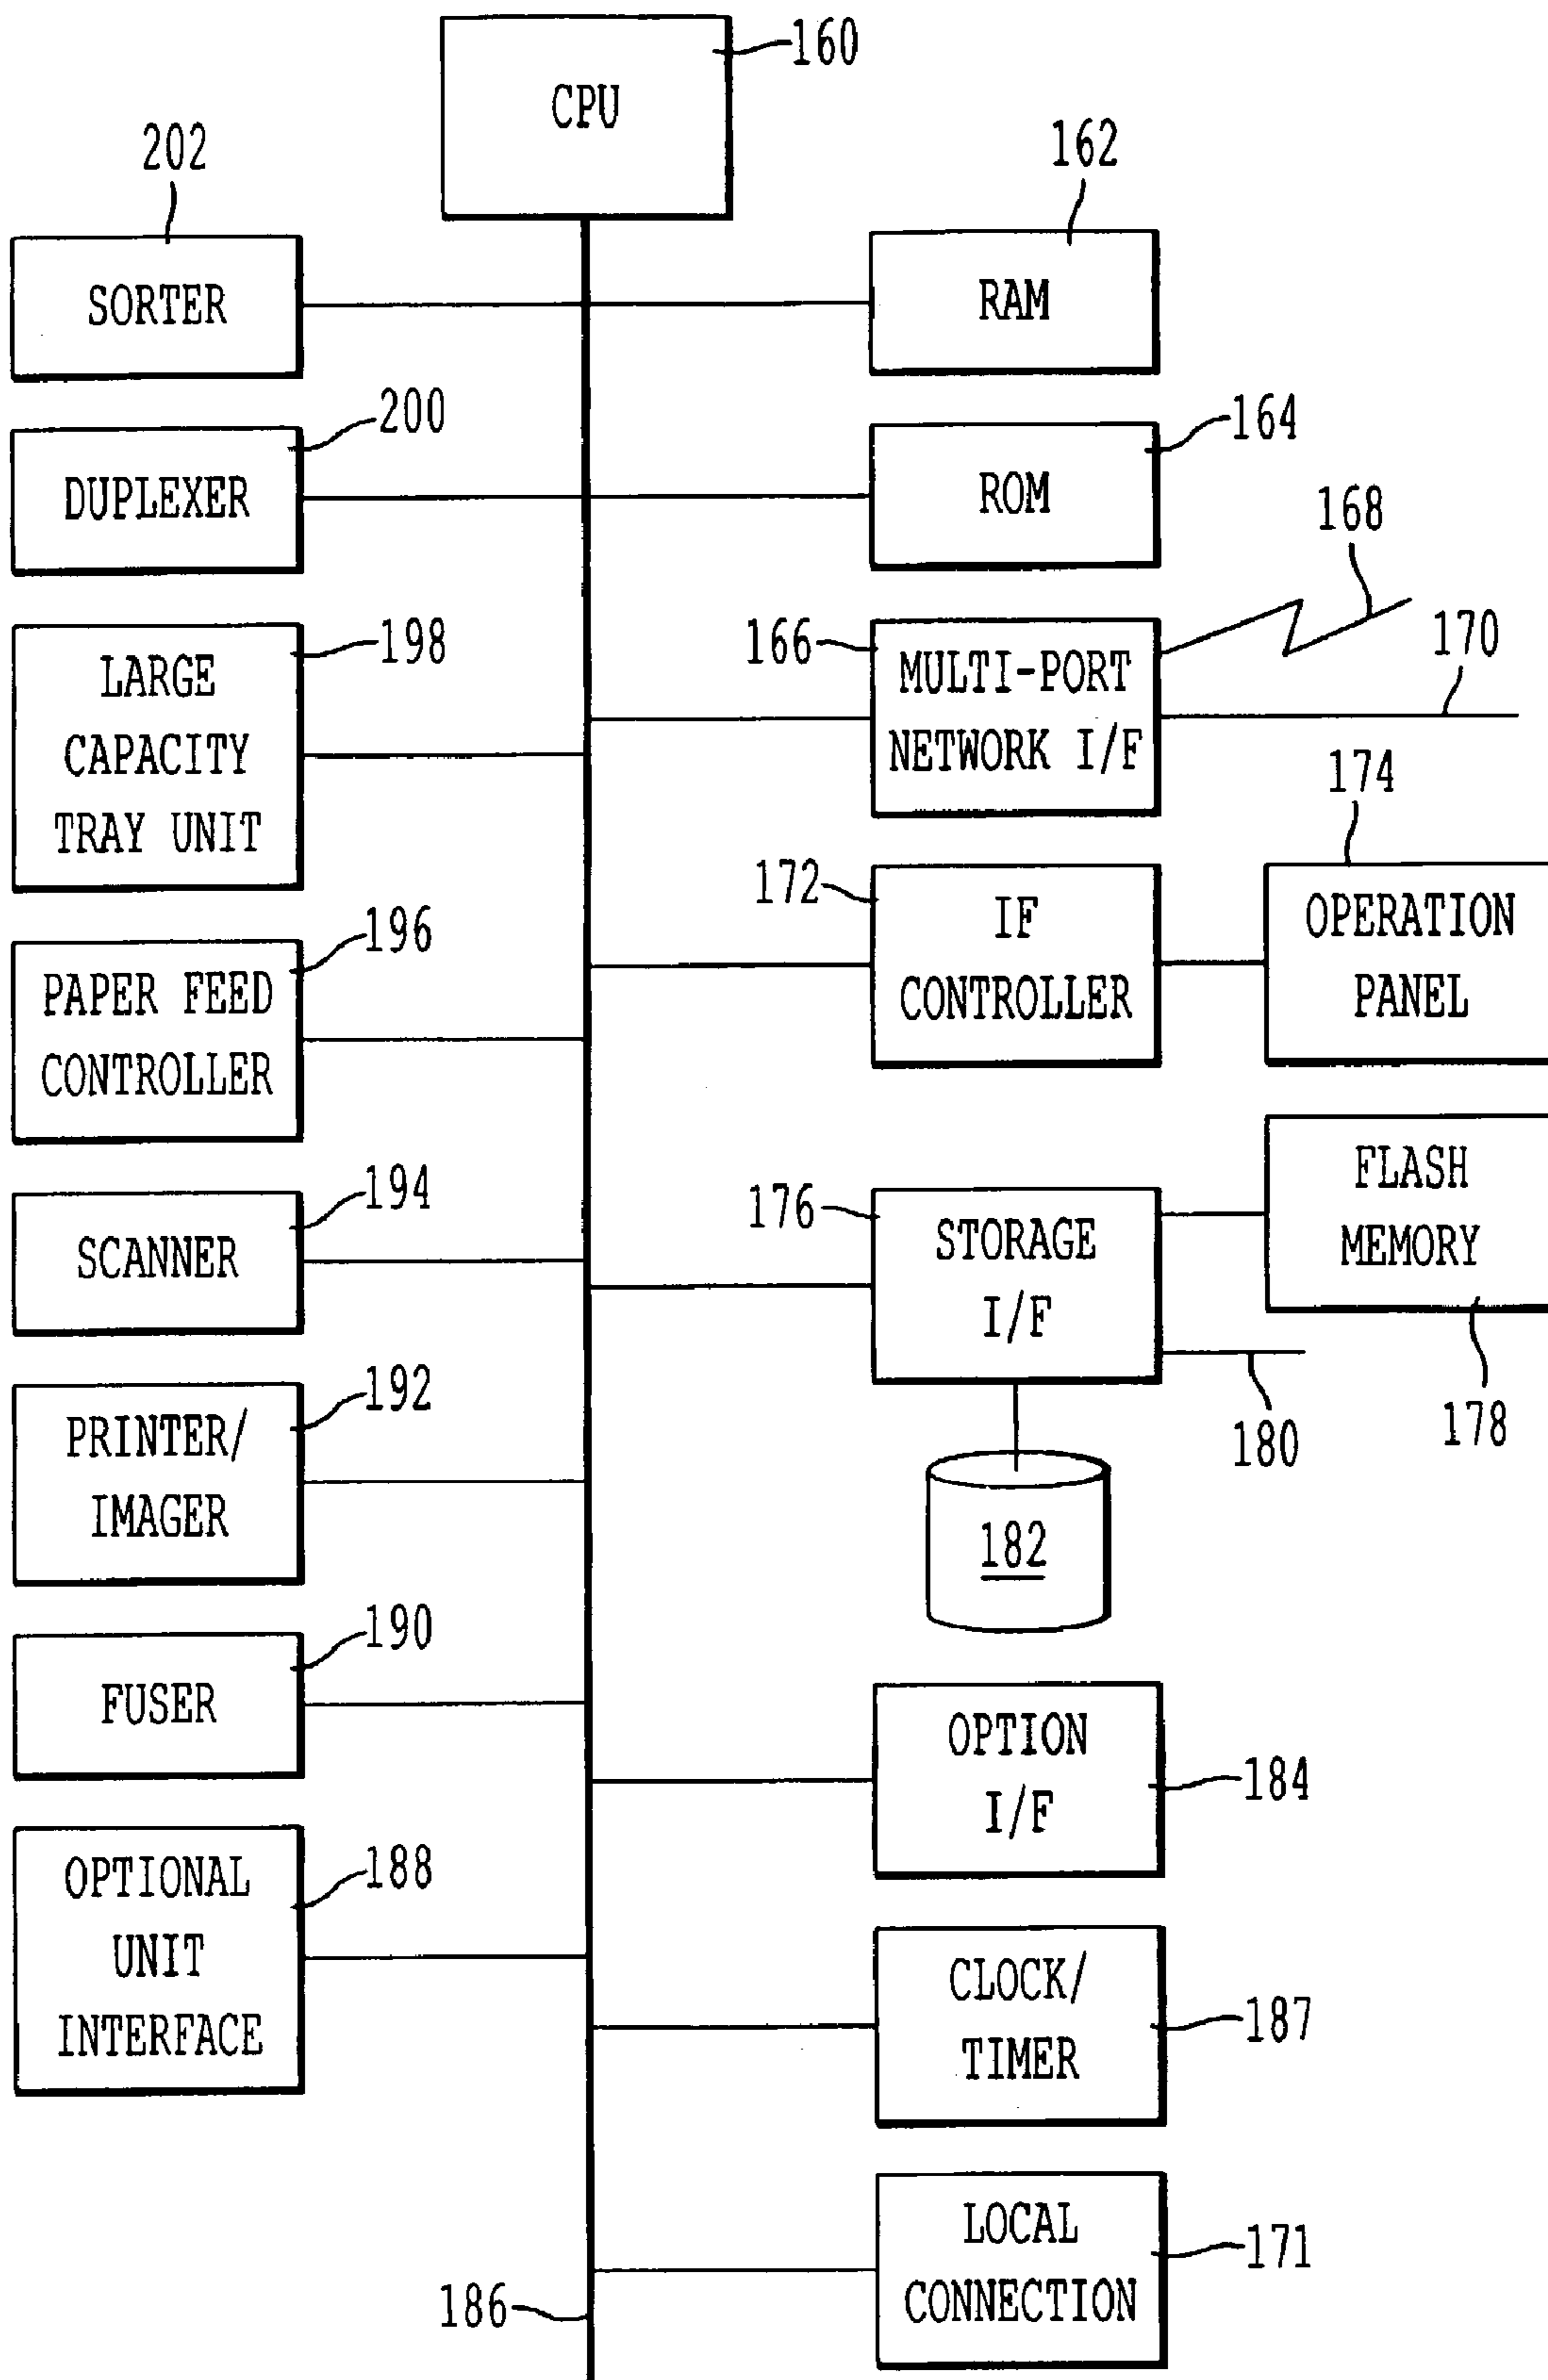 160
CPU
202
162
SORTER
RAM
200
164
DUPLEXER
ROM
168
198
166
170
LARGE
CAPACITY
TRAY UNIT
MULTI-PORT
NETWORK I/F
174
172
196
IF
CONTROLLER
OPERATION
PANEL
PAPER FEED
CONTROLLER
194
176
FLASH
MEMORY
SCANNER
STORAGE
I/F
192
180
178
PRINTER/
IMAGER
182
190
FUSER
OPTION
I/F
184
188
OPTIONAL
UNIT
INTERFACE
CLOCK/
TIMER
187
LOCAL
CONNECTION
171
186